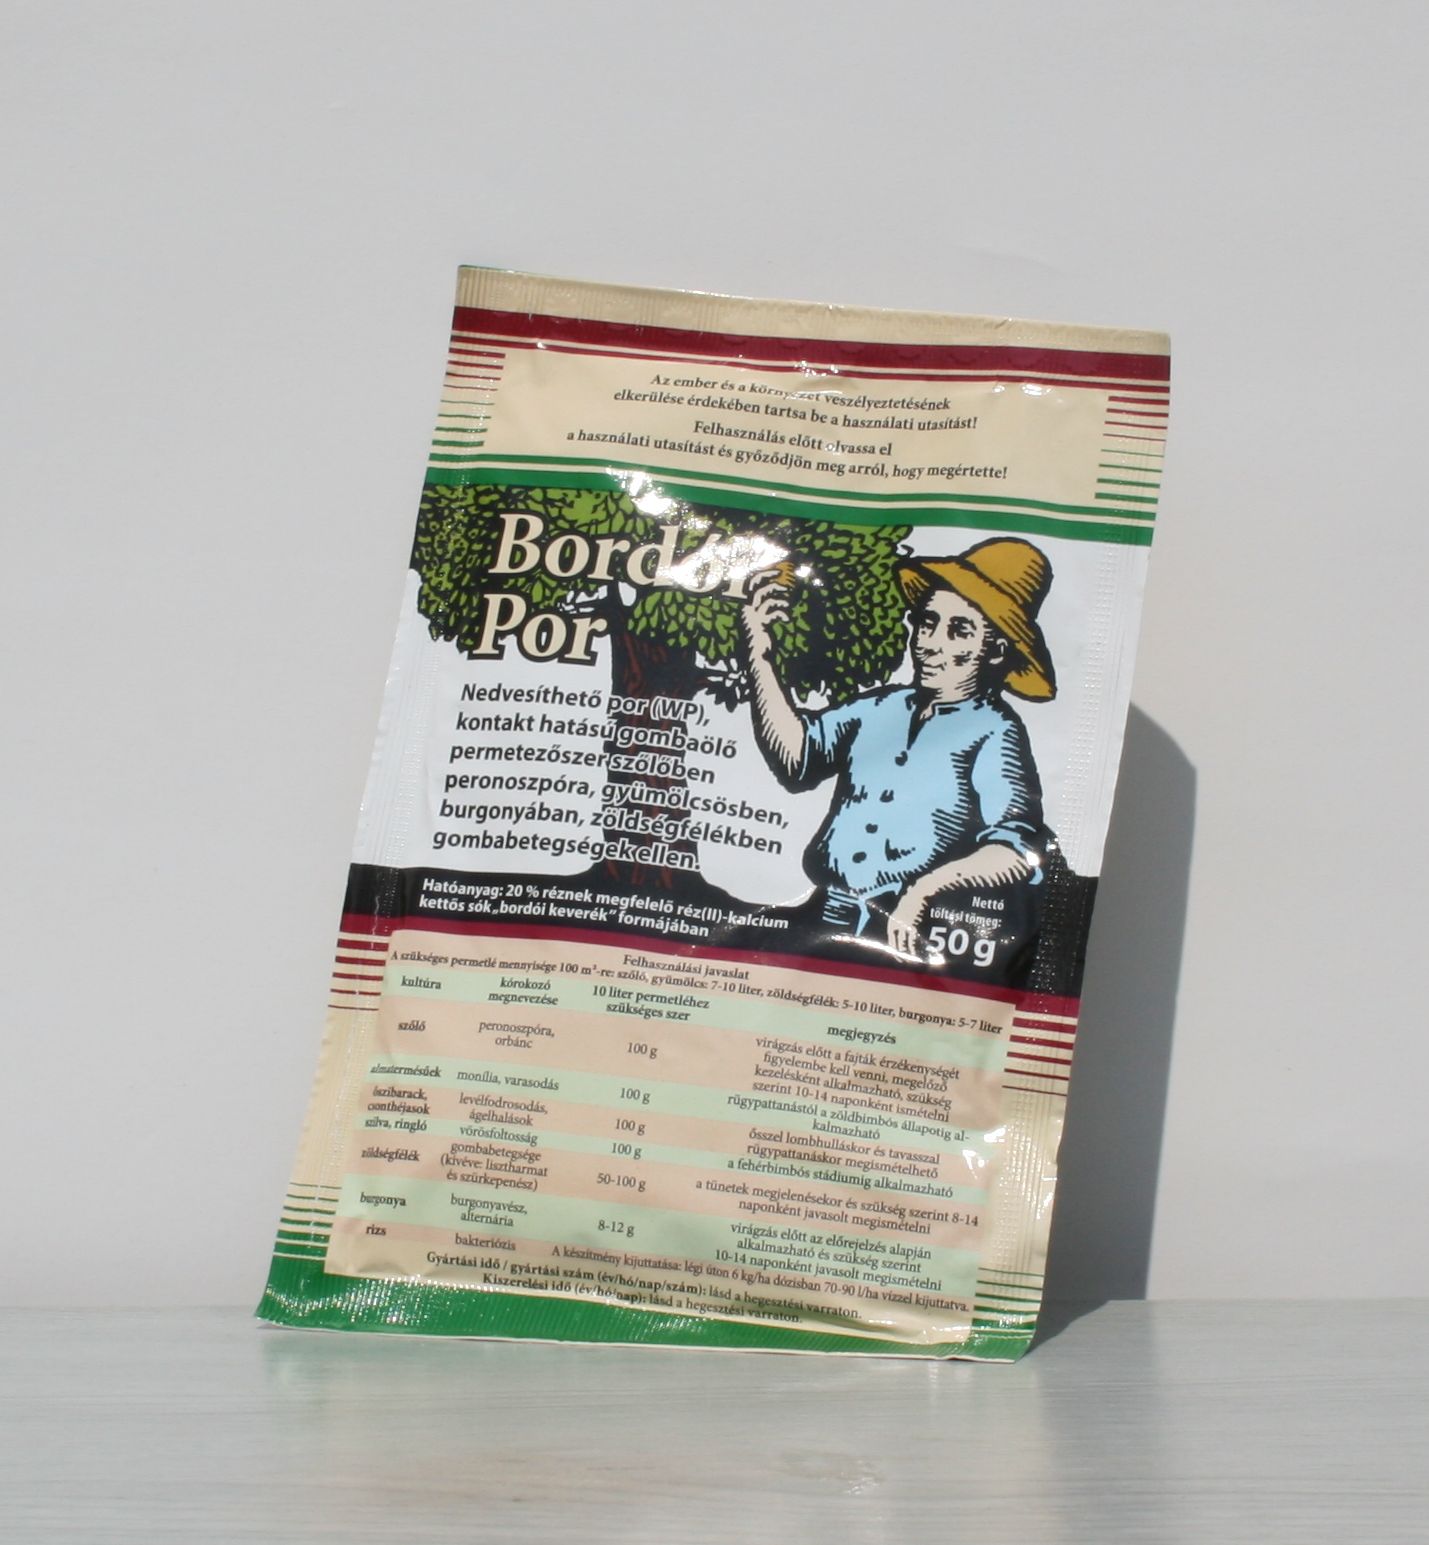 Az ember és a környezet veszélyeztetésének
elkerülése érdekében tartsa be a használati utasítást!
Felhasználás előtt olvassa el
a használati utasítást és győződjön meg arról, hogy megértette!
Bordói
Por
Nedvesíthető por (WP),
kontakt hatású gombaölő
permetezőszer szőlőben
peronoszpóra, gyümölcsösben,
burgonyában, zöldségfélékben
gombabetegségek ellen.
Hatóanyag: 20 % réznek megfelelő réz(II)-kalcium
kettős sók „bordói keverék” formájában
Nettó
töltési tömeg:
50 g
Felhasználási javaslat
A szükséges permetlé mennyisége 100 m²-re: szőlő, gyümölcs: 7-10 liter, zöldségfélék: 5-10 liter, burgonya: 5-7 liter
kultúra
kórokozó
megnevezése
10 liter permetléhez
szükséges szer
megjegyzés
szőlő
peronoszpóra,
orbánc
100 g
virágzás előtt a fajták érzékenységét
figyelembe kell venni, megelőző
kezelésként alkalmazható, szükség
szerint 10-14 naponként ismételni
almatermésűek
monília, varasodás
100 g
rügypattanástól a zöldbimbós állapotig al-
kalmazható
őszibarack,
csonthéjasok
levélfodrosodás,
ágelhalások
100 g
ősszel lombhulláskor és tavasszal
rügypattanáskor megismételhető
szilva, ringló
vörösfoltosság
100 g
a fehérbimbós stádiumig alkalmazható
zöldségfélék
gombabetegsége
(kivéve: lisztharmat
és szürkepenész)
50-100 g
a tünetek megjelenésekor és szükség szerint 8-14
naponként javasolt megismételni
burgonya
burgonyavész,
alternária
8-12 g
virágzás előtt az előrejelzés alapján
alkalmazható és szükség szerint
10-14 naponként javasolt megismételni
rizs
bakteriózis
A készítmény kijuttatása: légi úton 6 kg/ha dózisban 70-90 l/ha vízzel kijuttatva.
Gyártási idő / gyártási szám (év/hó/nap/szám): lásd a hegesztési varraton.
Kiszerelési idő (év/hó/nap): lásd a hegesztési varraton.